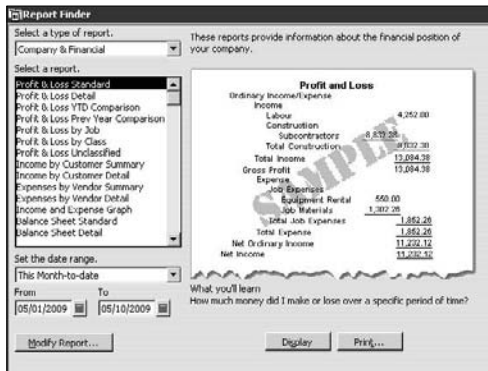 Report Finder
Select a type of report.
Company & Financial
Select a report.
Profit & Loss Standard
Profit & Loss Detail
Profit & Loss YTD Comparison
Profit & Loss Prev Year Comparison
Profit & Loss by Job
Profit & Loss by Class
Profit & Loss Unclassified
Income by Customer Summary
Income by Customer Detail
Expenses by Vendor Summary
Expenses by Vendor Detail
Income and Expense Graph
Balance Sheet Standard
Balance Sheet Detail
Set the date range.
This Month-to-date
From To
05/01/2009 05/10/2009
Modify Report...
These reports provide information about the financial position of
your company.
Profit and Loss
Ordinary Income/Expense
Income
Labour 4,252.00
Construction
Subcontractors 8,832.38
Total Construction 8,832.38
Total Income 13,084.38
Gross Profit 13,084.38
Expense
Job Expenses
Equipment Rental 550.00
Job Materials 1,302.26
Total Job Expenses 1,852.26
Total Expense 1,852.26
Net Ordinary Income 11,232.12
Net Income 11,232.12
SAMPLE
What you'll learn
How much money did I make or lose over a specific period of time?
Display Print...